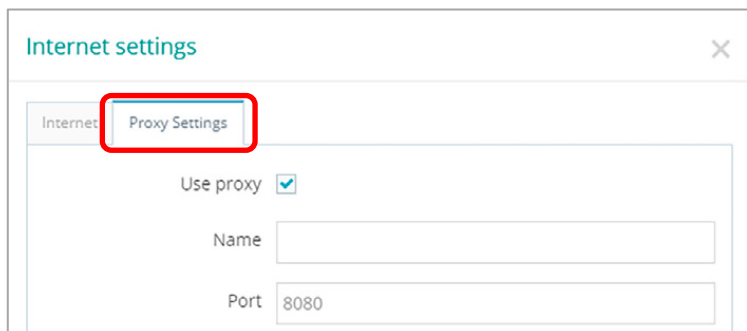 Internet settings
Internet Proxy Settings
Use proxy
Name
Port 8080